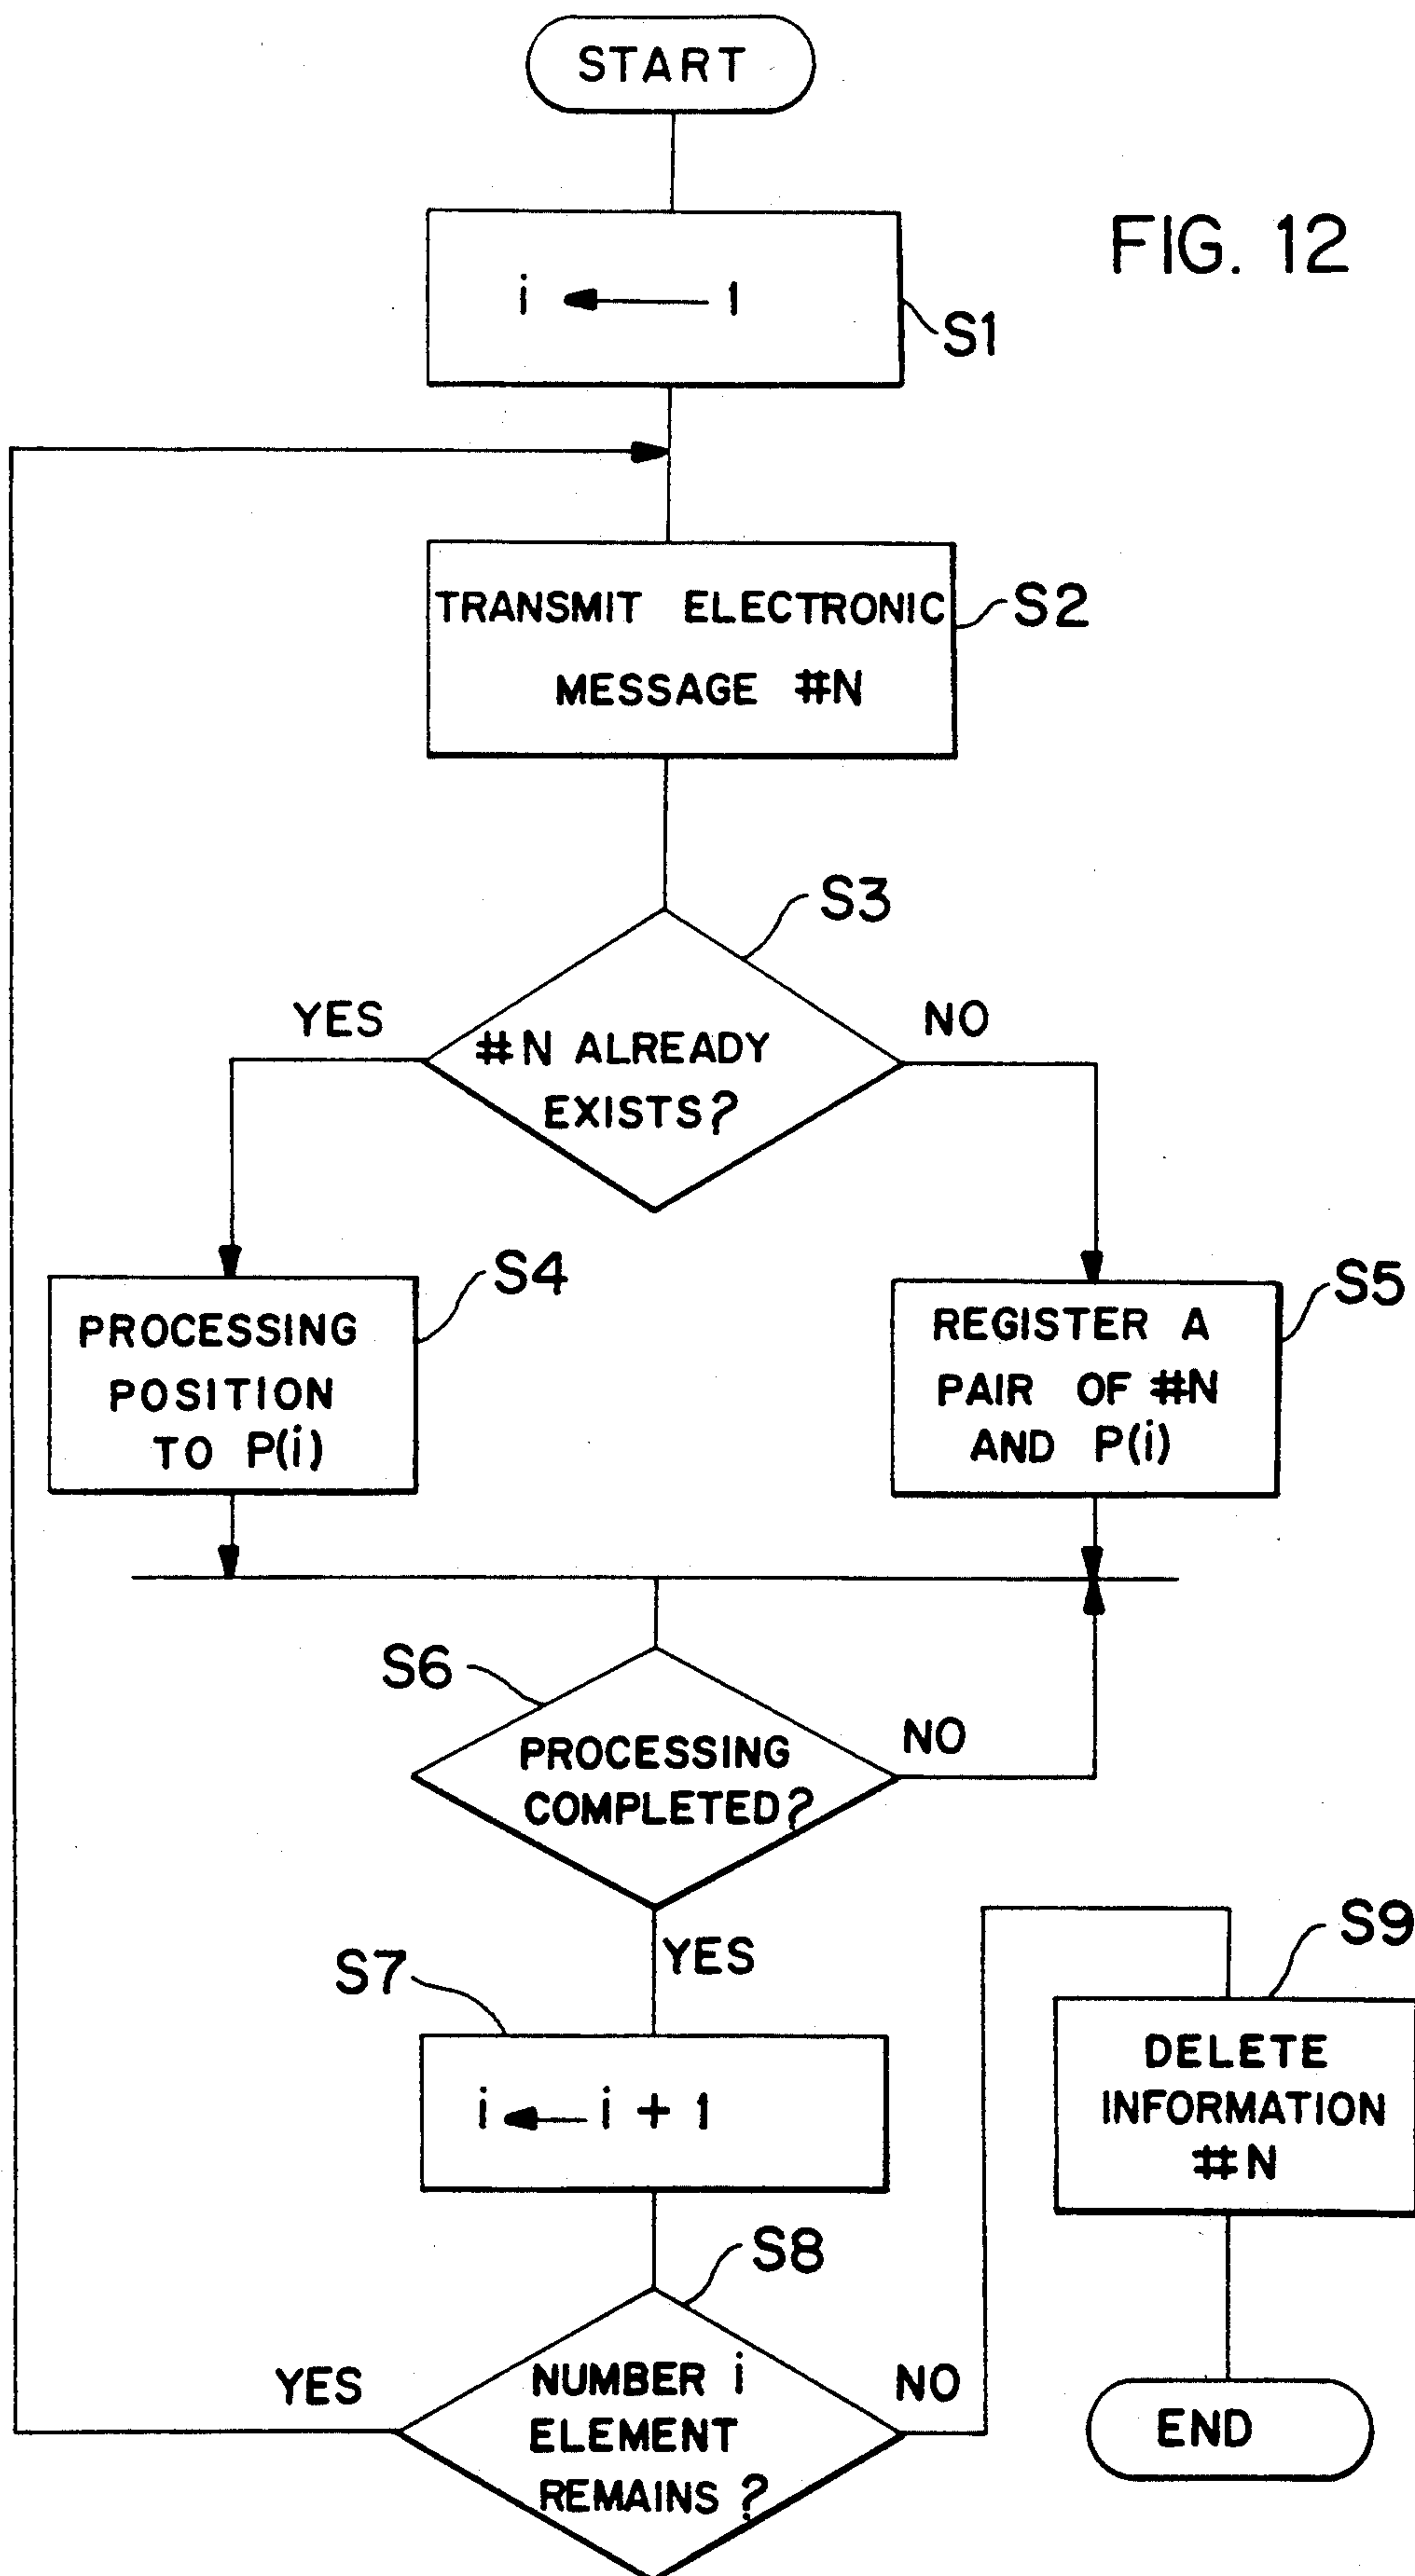 START
FIG. 12
i ← 1
S1
TRANSMIT ELECTRONIC
MESSAGE #N
S2
S3
YES
NO
#N ALREADY
EXISTS?
S4
PROCESSING
POSITION
TO P(i)
S5
REGISTER A
PAIR OF #N
AND P(i)
S6
PROCESSING
COMPLETED?
NO
YES
S7
i ← i + 1
S8
YES
NUMBER i
ELEMENT
REMAINS ?
NO
S9
DELETE
INFORMATION
#N
END